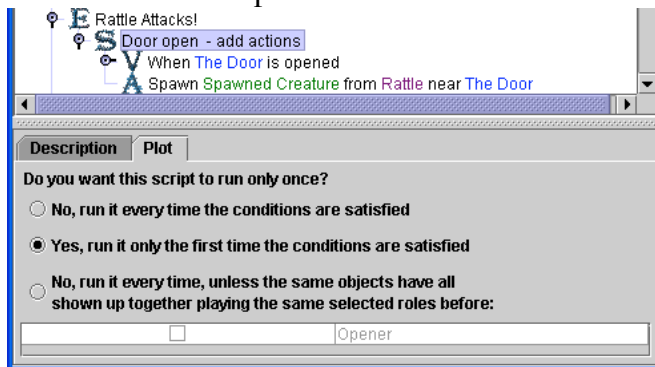 E Rattle Attacks!
S Door open - add actions
V When The Door is opened
A Spawn Spawned Creature from Rattle near The Door
Description Plot
Do you want this script to run only once?
No, run it every time the conditions are satisfied
Yes, run it only the first time the conditions are satisfied
No, run it every time, unless the same objects have all
shown up together playing the same selected roles before:
Opener